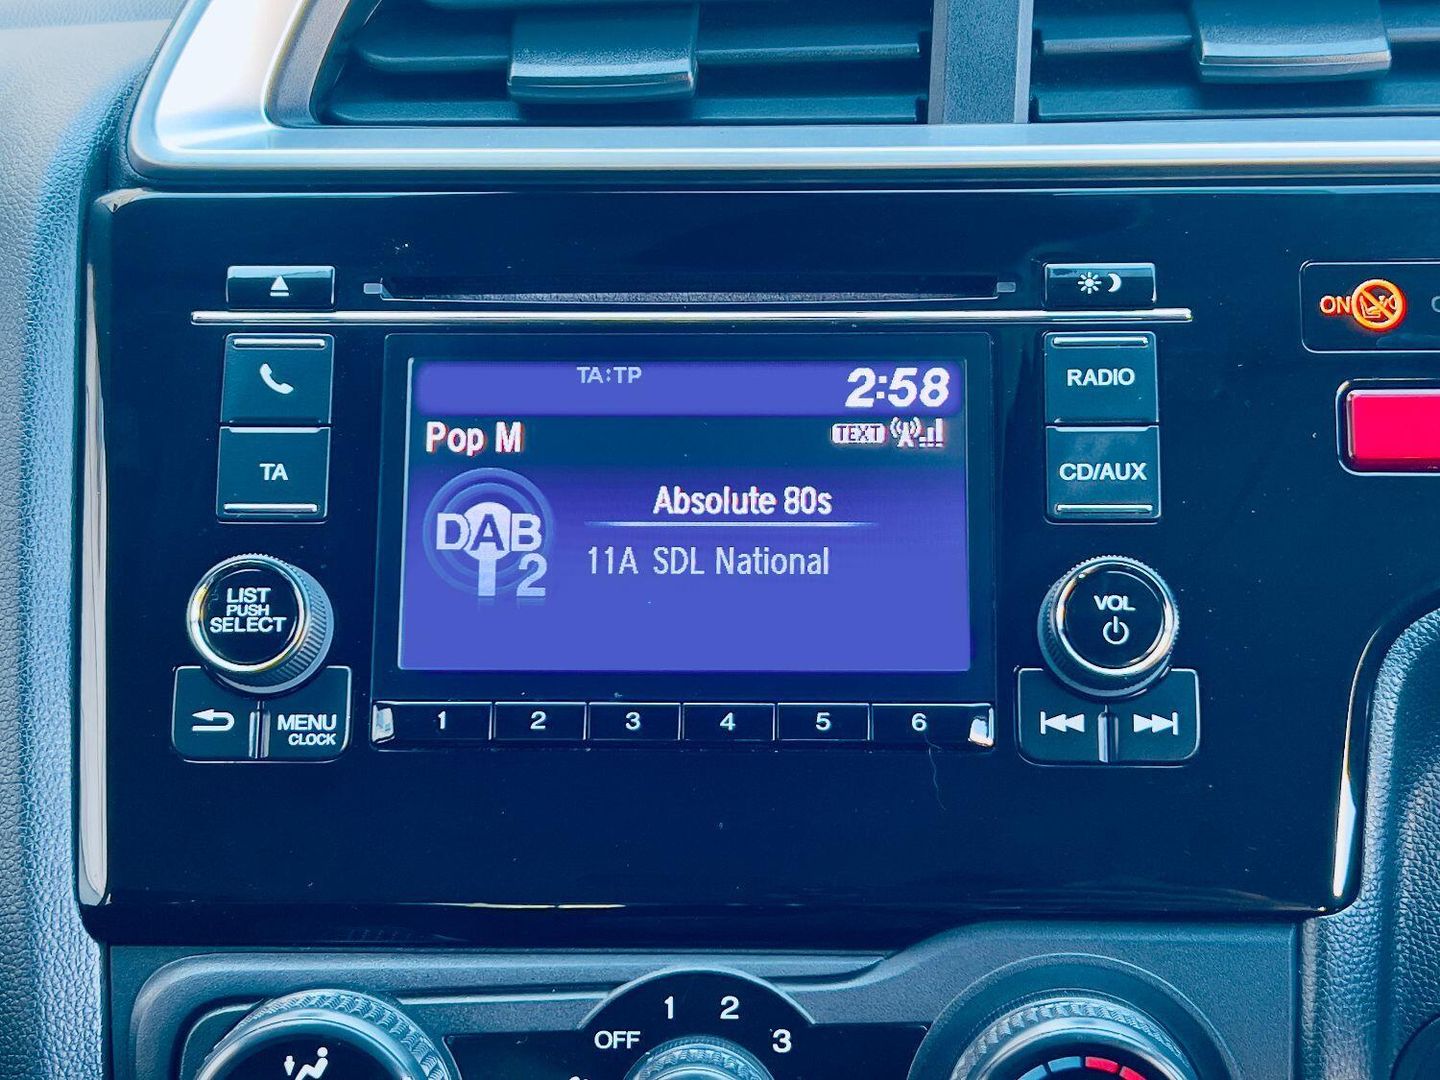 TA:TP
2:58
Pop M
TEXT
Absolute 80s
DAB
2
11A SDL National
TA
LIST
PUSH
SELECT
MENU
CLOCK
RADIO
CD/AUX
VOL
ON
1 2 3 4 5 6
OFF 1 2 3